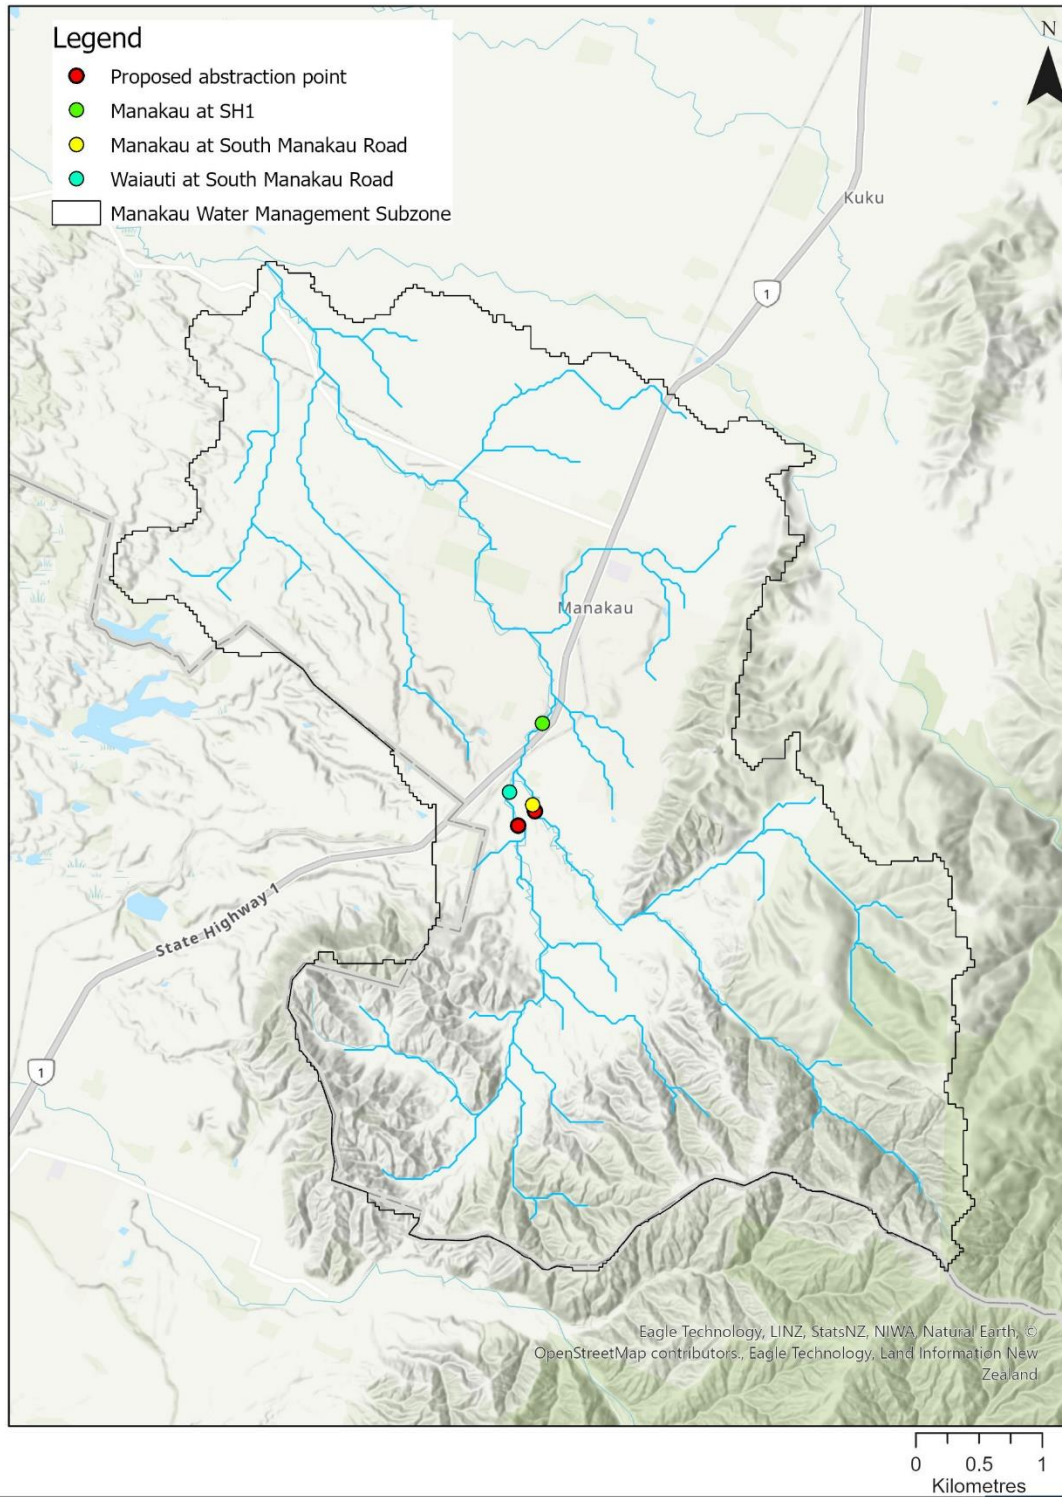 Legend
Proposed abstraction point
Manakau at SH1
Manakau at South Manakau Road
Waiauti at South Manakau Road
Manakau Water Management Subzone
N
Kuku
1
Manakau
State Highway 1
1
Eagle Technology, LINZ, StatsNZ, NIWA, Natural Earth, ©
OpenStreetMap contributors., Eagle Technology, Land Information New
Zealand
0 0.5 1
Kilometres